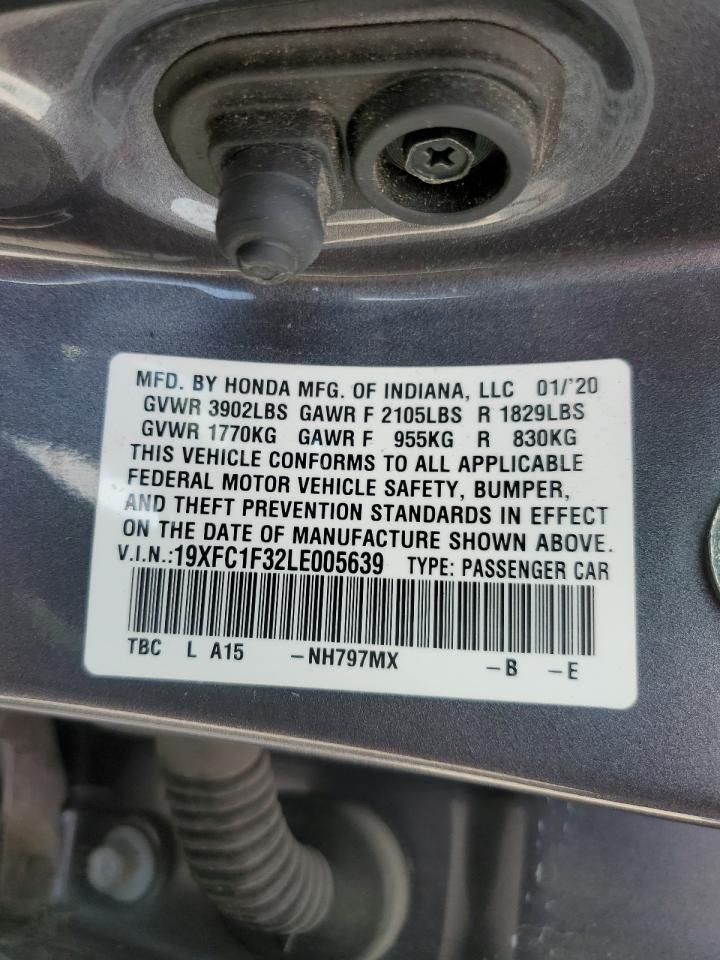 MFD. BY HONDA MFG. OF INDIANA, LLC 01/'20
GVWR 3902LBS GAWR F 2105LBS R 1829LBS
GVWR 1770KG GAWR F 955KG R 830KG
THIS VEHICLE CONFORMS TO ALL APPLICABLE
FEDERAL MOTOR VEHICLE SAFETY, BUMPER,
AND THEFT PREVENTION STANDARDS IN EFFECT
ON THE DATE OF MANUFACTURE SHOWN ABOVE.
V.I.N.:19XFC1F32LE005639 TYPE: PASSENGER CAR
TBC L A15 –NH797MX –B –E